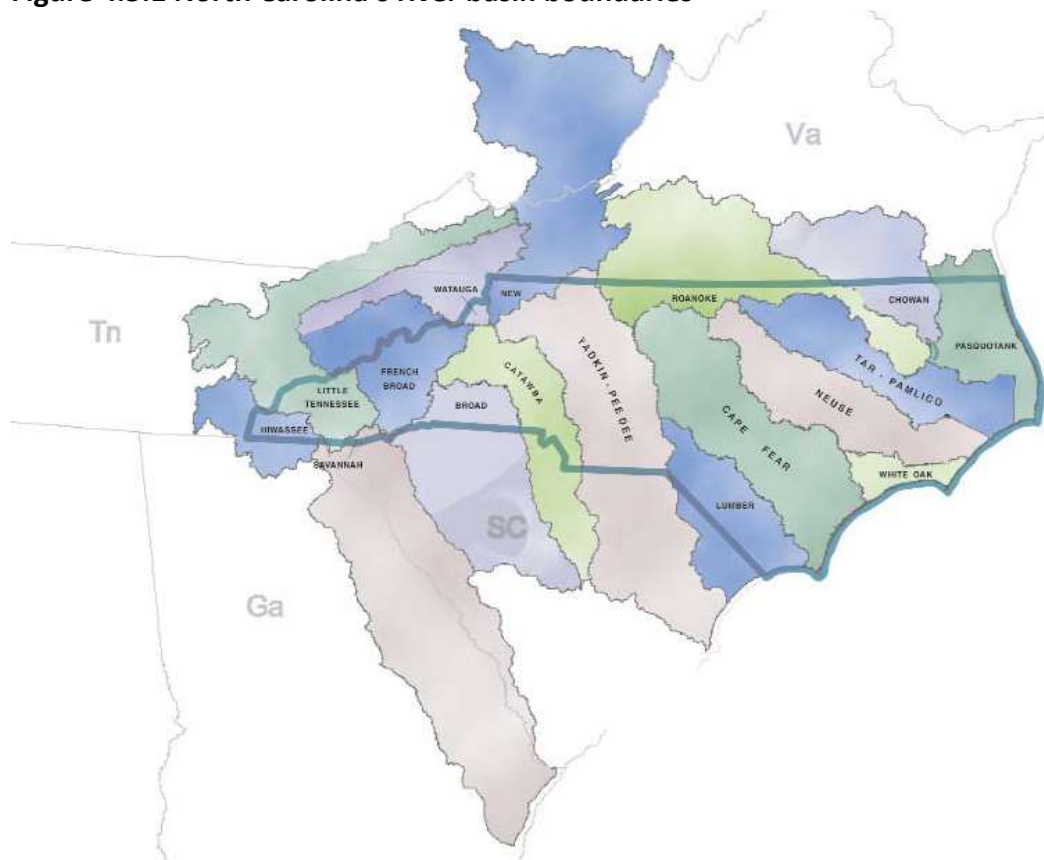 Figure 4.3.1 North Carolina's river basin boundaries
Va
Tn
WATAUGA
NEW
ROANOKE
CHOWAN
PASQUOTANK
YADKIN - PEE DEE
TAR - PAMLICO
FRENCH
BROAD
CATAWBA
LITTLE
TENNESSEE
BROAD
NEUSE
CAPE FEAR
HIWASSEE
SAVANNAH
WHITE OAK
LUMBER
SC
Ga